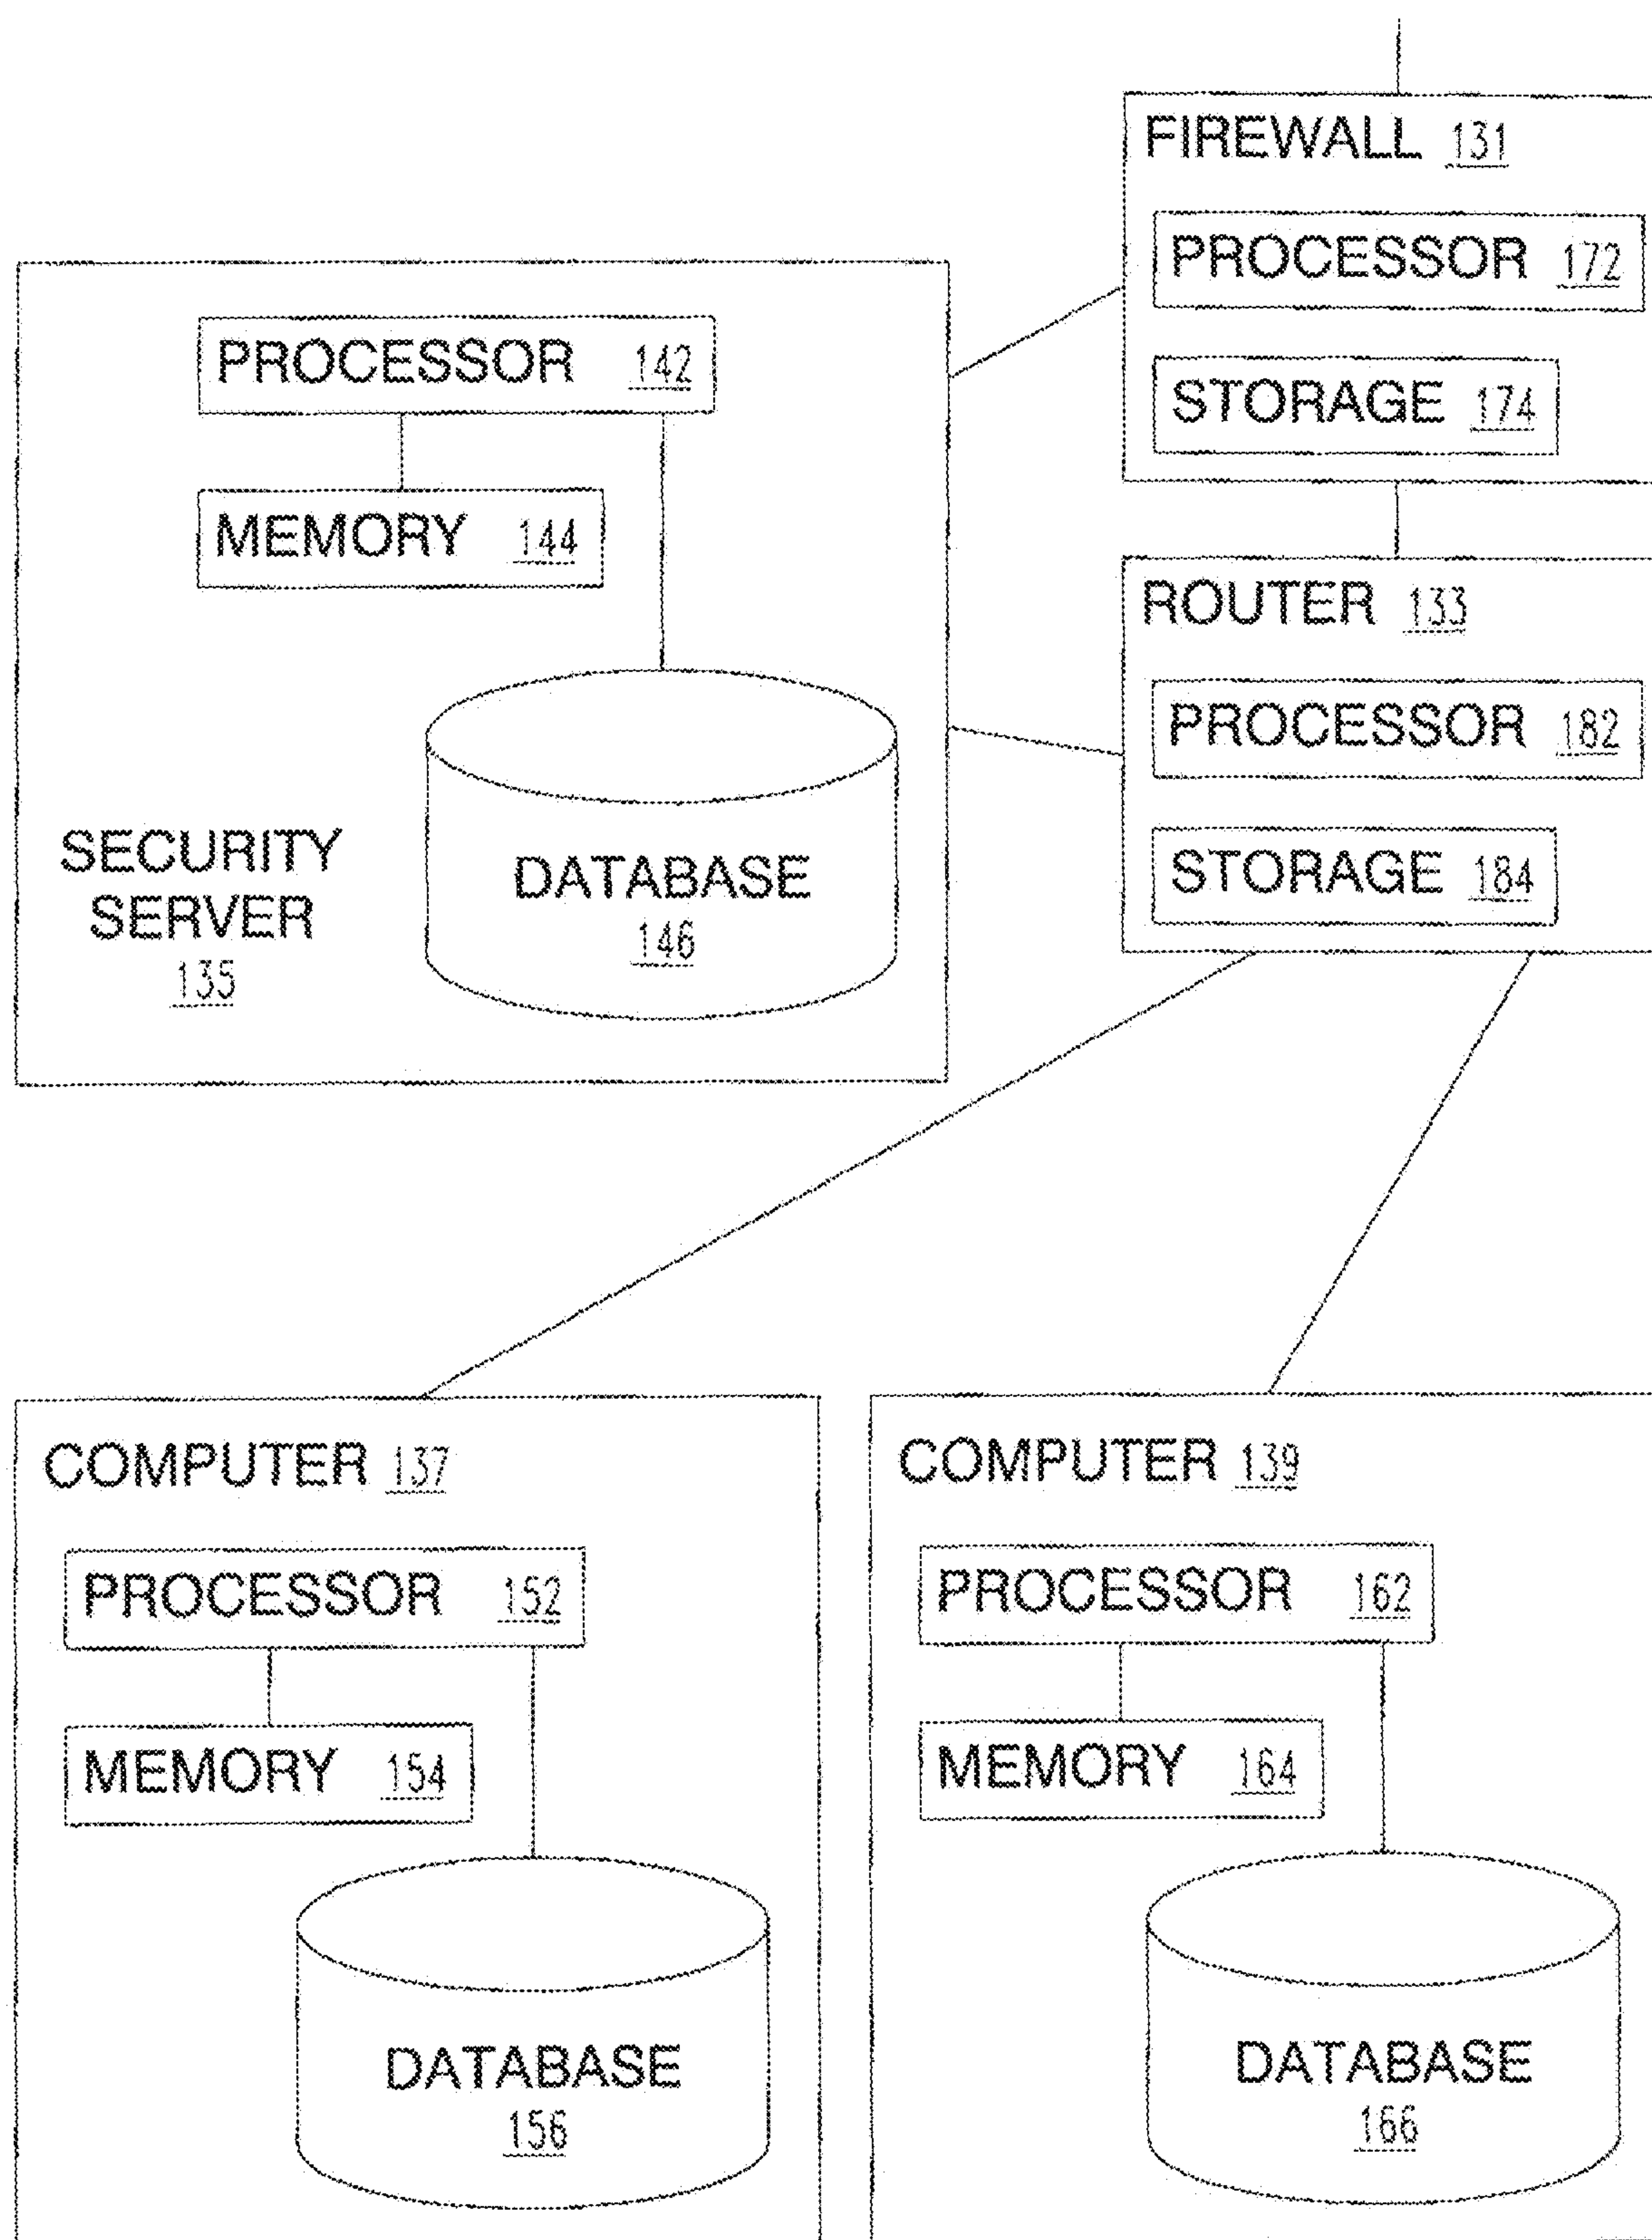 FIREWALL 131
PROCESSOR 172
STORAGE 174
PROCESSOR 142
MEMORY 144
DATABASE
146
SECURITY
SERVER
135
ROUTER 133
PROCESSOR 182
STORAGE 184
COMPUTER 137
PROCESSOR 152
MEMORY 154
DATABASE
156
COMPUTER 139
PROCESSOR 162
MEMORY 164
DATABASE
166